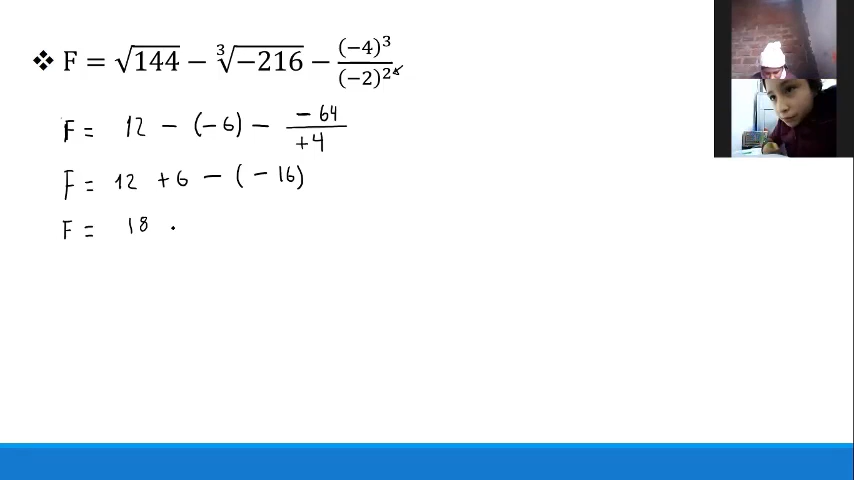 ❖ F = √144 − ∛−216 − (−4)³/(−2)²
F = 12 − (−6) − −64/+4
F = 12 + 6 − (−16)
F = 18